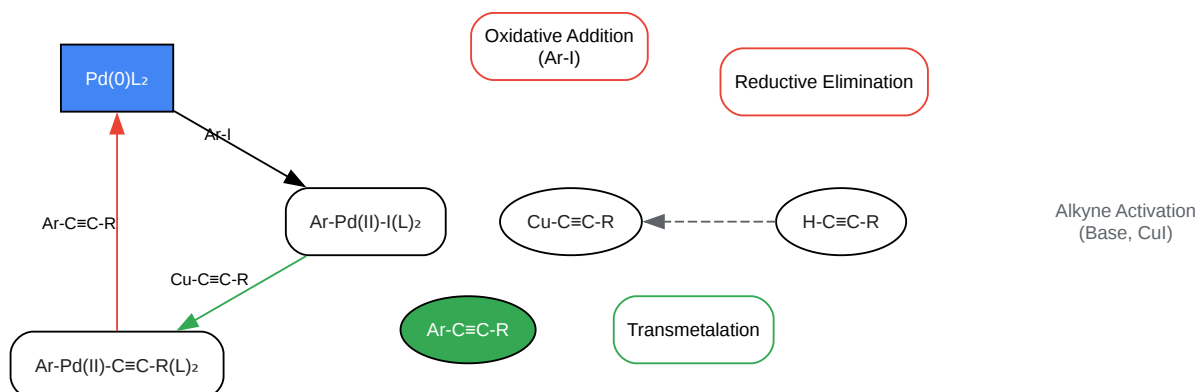 Oxidative Addition
(Ar-I)
Pd(0)L₂
Reductive Elimination
Ar-I
Ar-Pd(II)-I(L)₂
Cu-C≡C-R
H-C≡C-R
Alkyne Activation
(Base, CuI)
Ar-C≡C-R
Cu-C≡C-R
Ar-C≡C-R
Transmetalation
Ar-Pd(II)-C≡C-R(L)₂